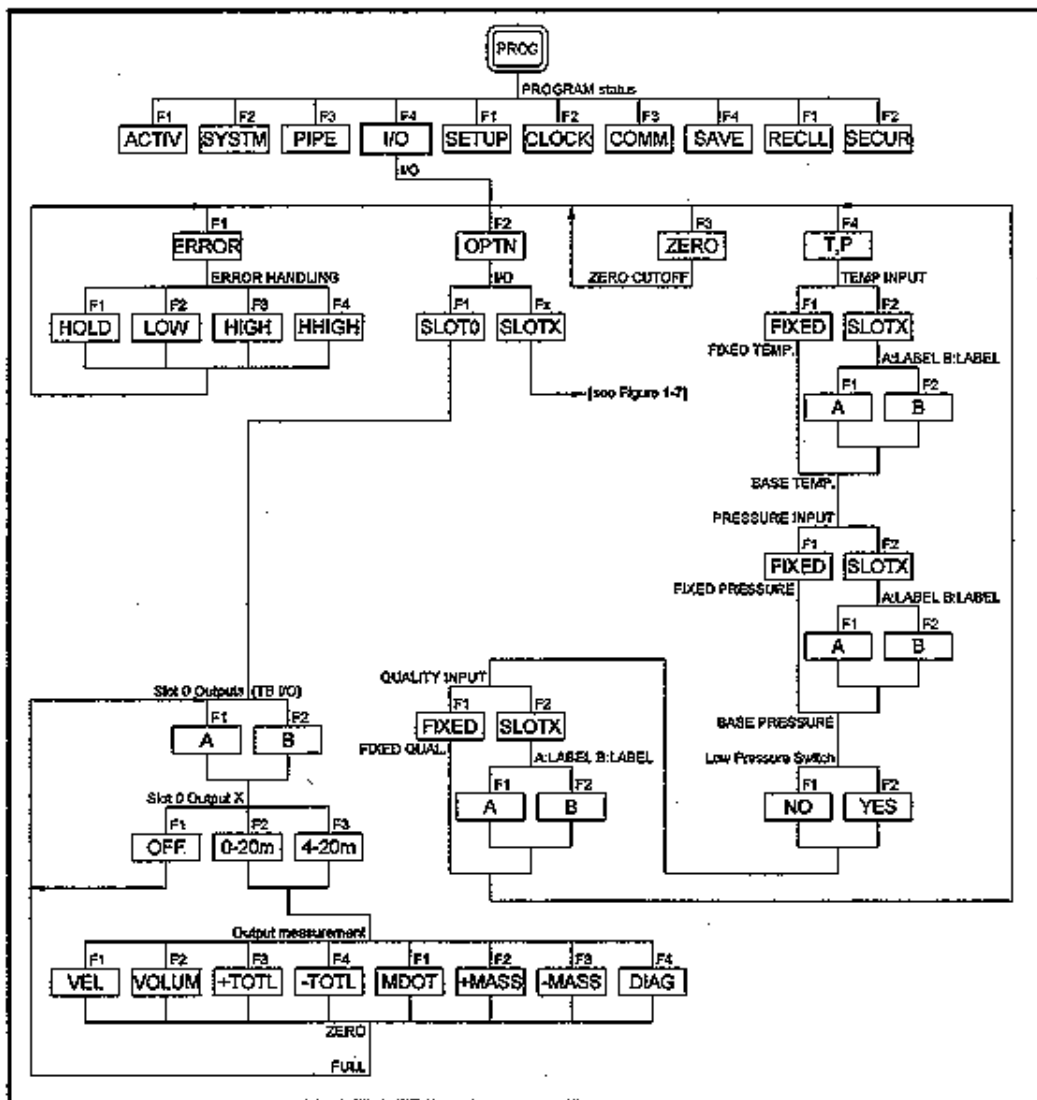 PROG
PROGRAM status
F1 F2 F3 F4 F1 F2 F3 F4 F1 F2
ACTIV SYSTM PIPE I/O SETUP CLOCK COMM SAVE RECLL SECUR
I/O
F1 F2 F3 F4
ERROR OPTN ZERO T,P
ERROR HANDLING I/O ZERO CUTOFF TEMP INPUT
F1 F2 F3 F4 F1 Fx F1 F2
HOLD LOW HIGH HHIGH SLOT0 SLOTX FIXED SLOTX
FIXED TEMP. A:LABEL B:LABEL
[see Figure 1-7]
F1 F2
A B
BASE TEMP.
PRESSURE INPUT
F1 F2
FIXED SLOTX
FIXED PRESSURE A:LABEL B:LABEL
F1 F2
A B
BASE PRESSURE
Low Pressure Switch
F1 F2
NO YES
QUALITY INPUT
F1 F2
FIXED SLOTX
FIXED QUAL. A:LABEL B:LABEL
F1 F2
A B
Slot 0 Outputs (TB I/O)
F1 F2
A B
Slot 0 Output X
F1 F2 F3
OFF 0-20m 4-20m
Output measurement
F1 F2 F3 F4 F1 F2 F3 F4
VEL VOLUM +TOTL -TOTL MDOT +MASS -MASS DIAG
ZERO
FULL